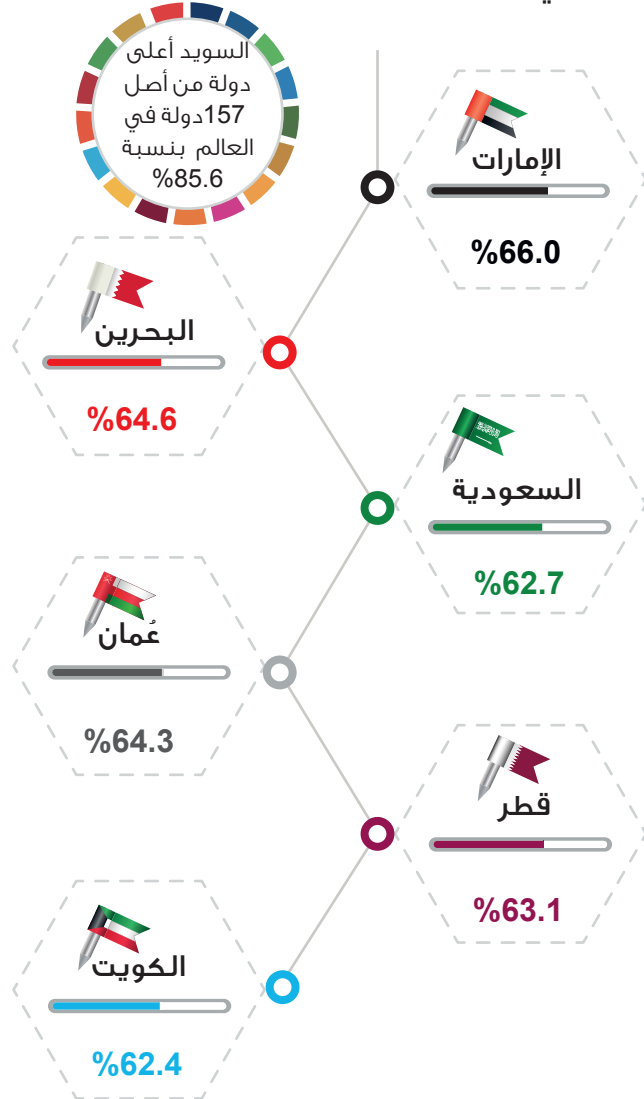 السويد أعلى
دولة من أصل
157دولة في
العالم بنسبة
%85.6
الإمارات
%66.0
البحرين
%64.6
السعودية
%62.7
عُمان
%64.3
قطر
%63.1
الكويت
%62.4